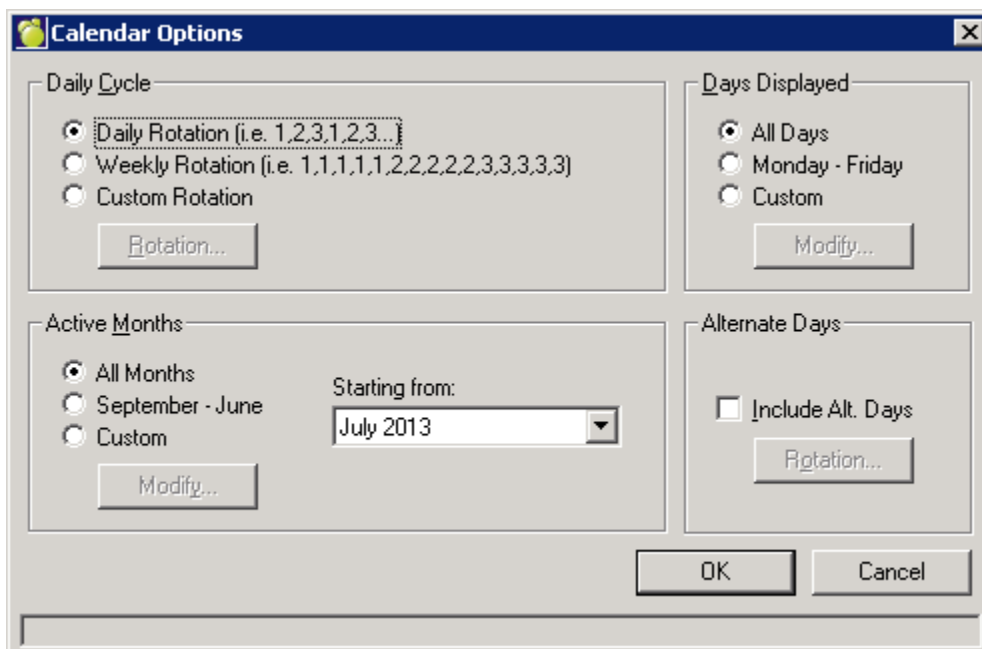 Calendar Options
Daily Cycle
Daily Rotation (i.e. 1,2,3,1,2,3...)
Weekly Rotation (i.e. 1,1,1,1,1,2,2,2,2,2,3,3,3,3,3)
Custom Rotation
Rotation...
Days Displayed
All Days
Monday - Friday
Custom
Modify...
Active Months
All Months
September - June
Custom
Modify...
Starting from:
July 2013
Alternate Days
Include Alt. Days
Rotation...
OK
Cancel